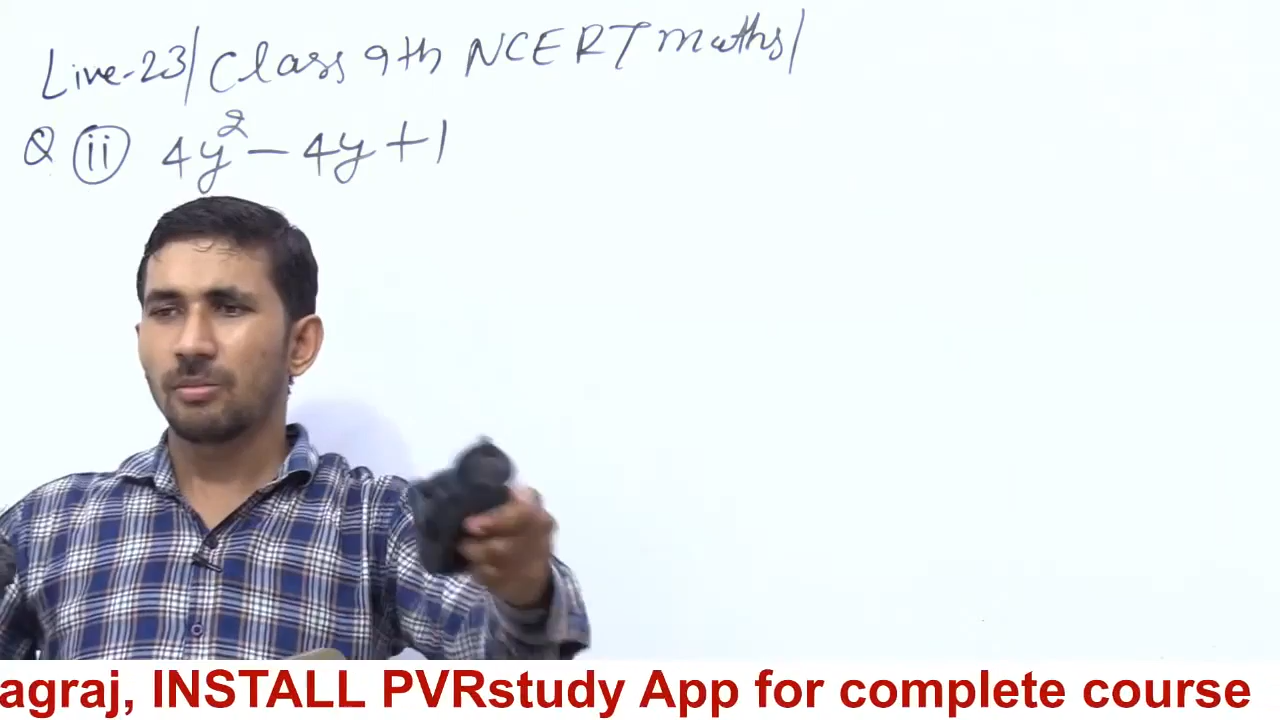 Live-23/Class 9th NCERT Maths/
Q (ii) 4y² - 4y + 1
agraj, INSTALL PVRstudy App for complete course